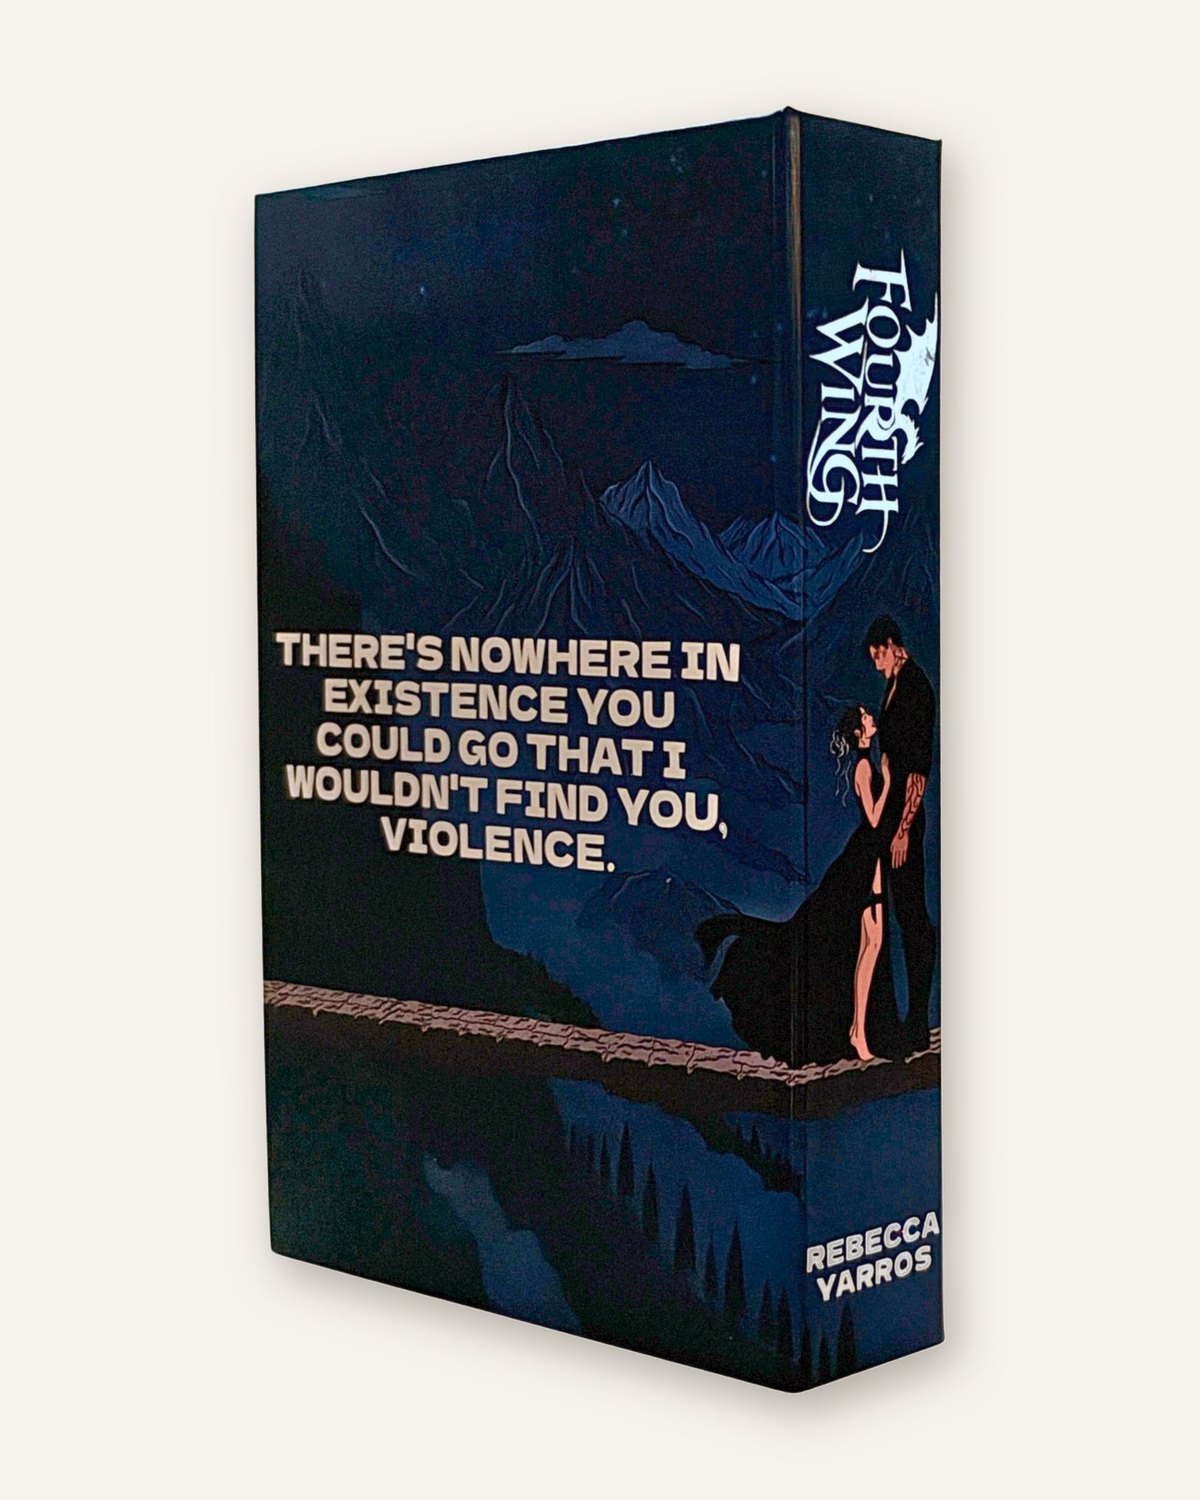 THERE'S NOWHERE IN
EXISTENCE YOU
COULD GO THAT I
WOULDN'T FIND YOU,
VIOLENCE.
FOURTH
WING
REBECCA
YARROS